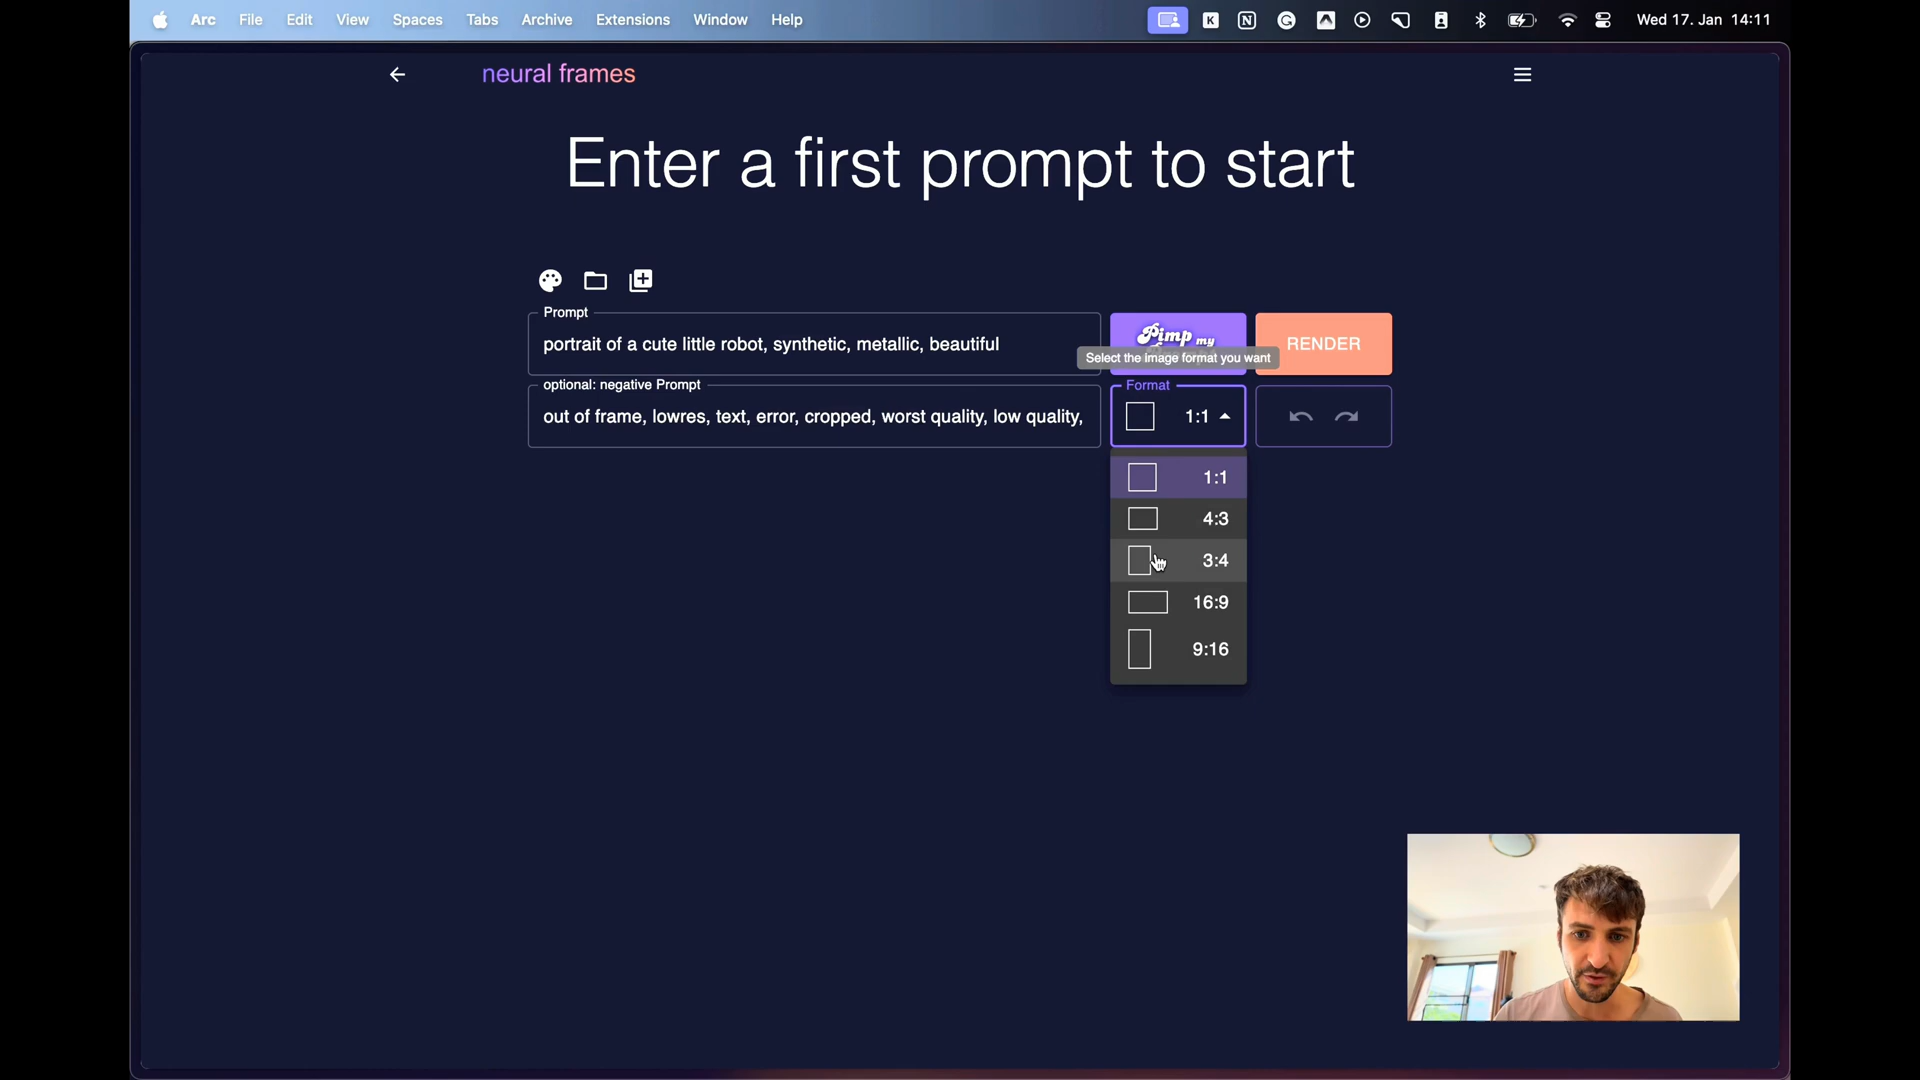 Arc File Edit View Spaces Tabs Archive Extensions Window Help Wed 17. Jan 14:11
neural frames
Enter a first prompt to start
Prompt
portrait of a cute little robot, synthetic, metallic, beautiful
Pimp my
RENDER
Select the image format you want
optional: negative Prompt
out of frame, lowres, text, error, cropped, worst quality, low quality,
Format
1:1
1:1
4:3
3:4
16:9
9:16